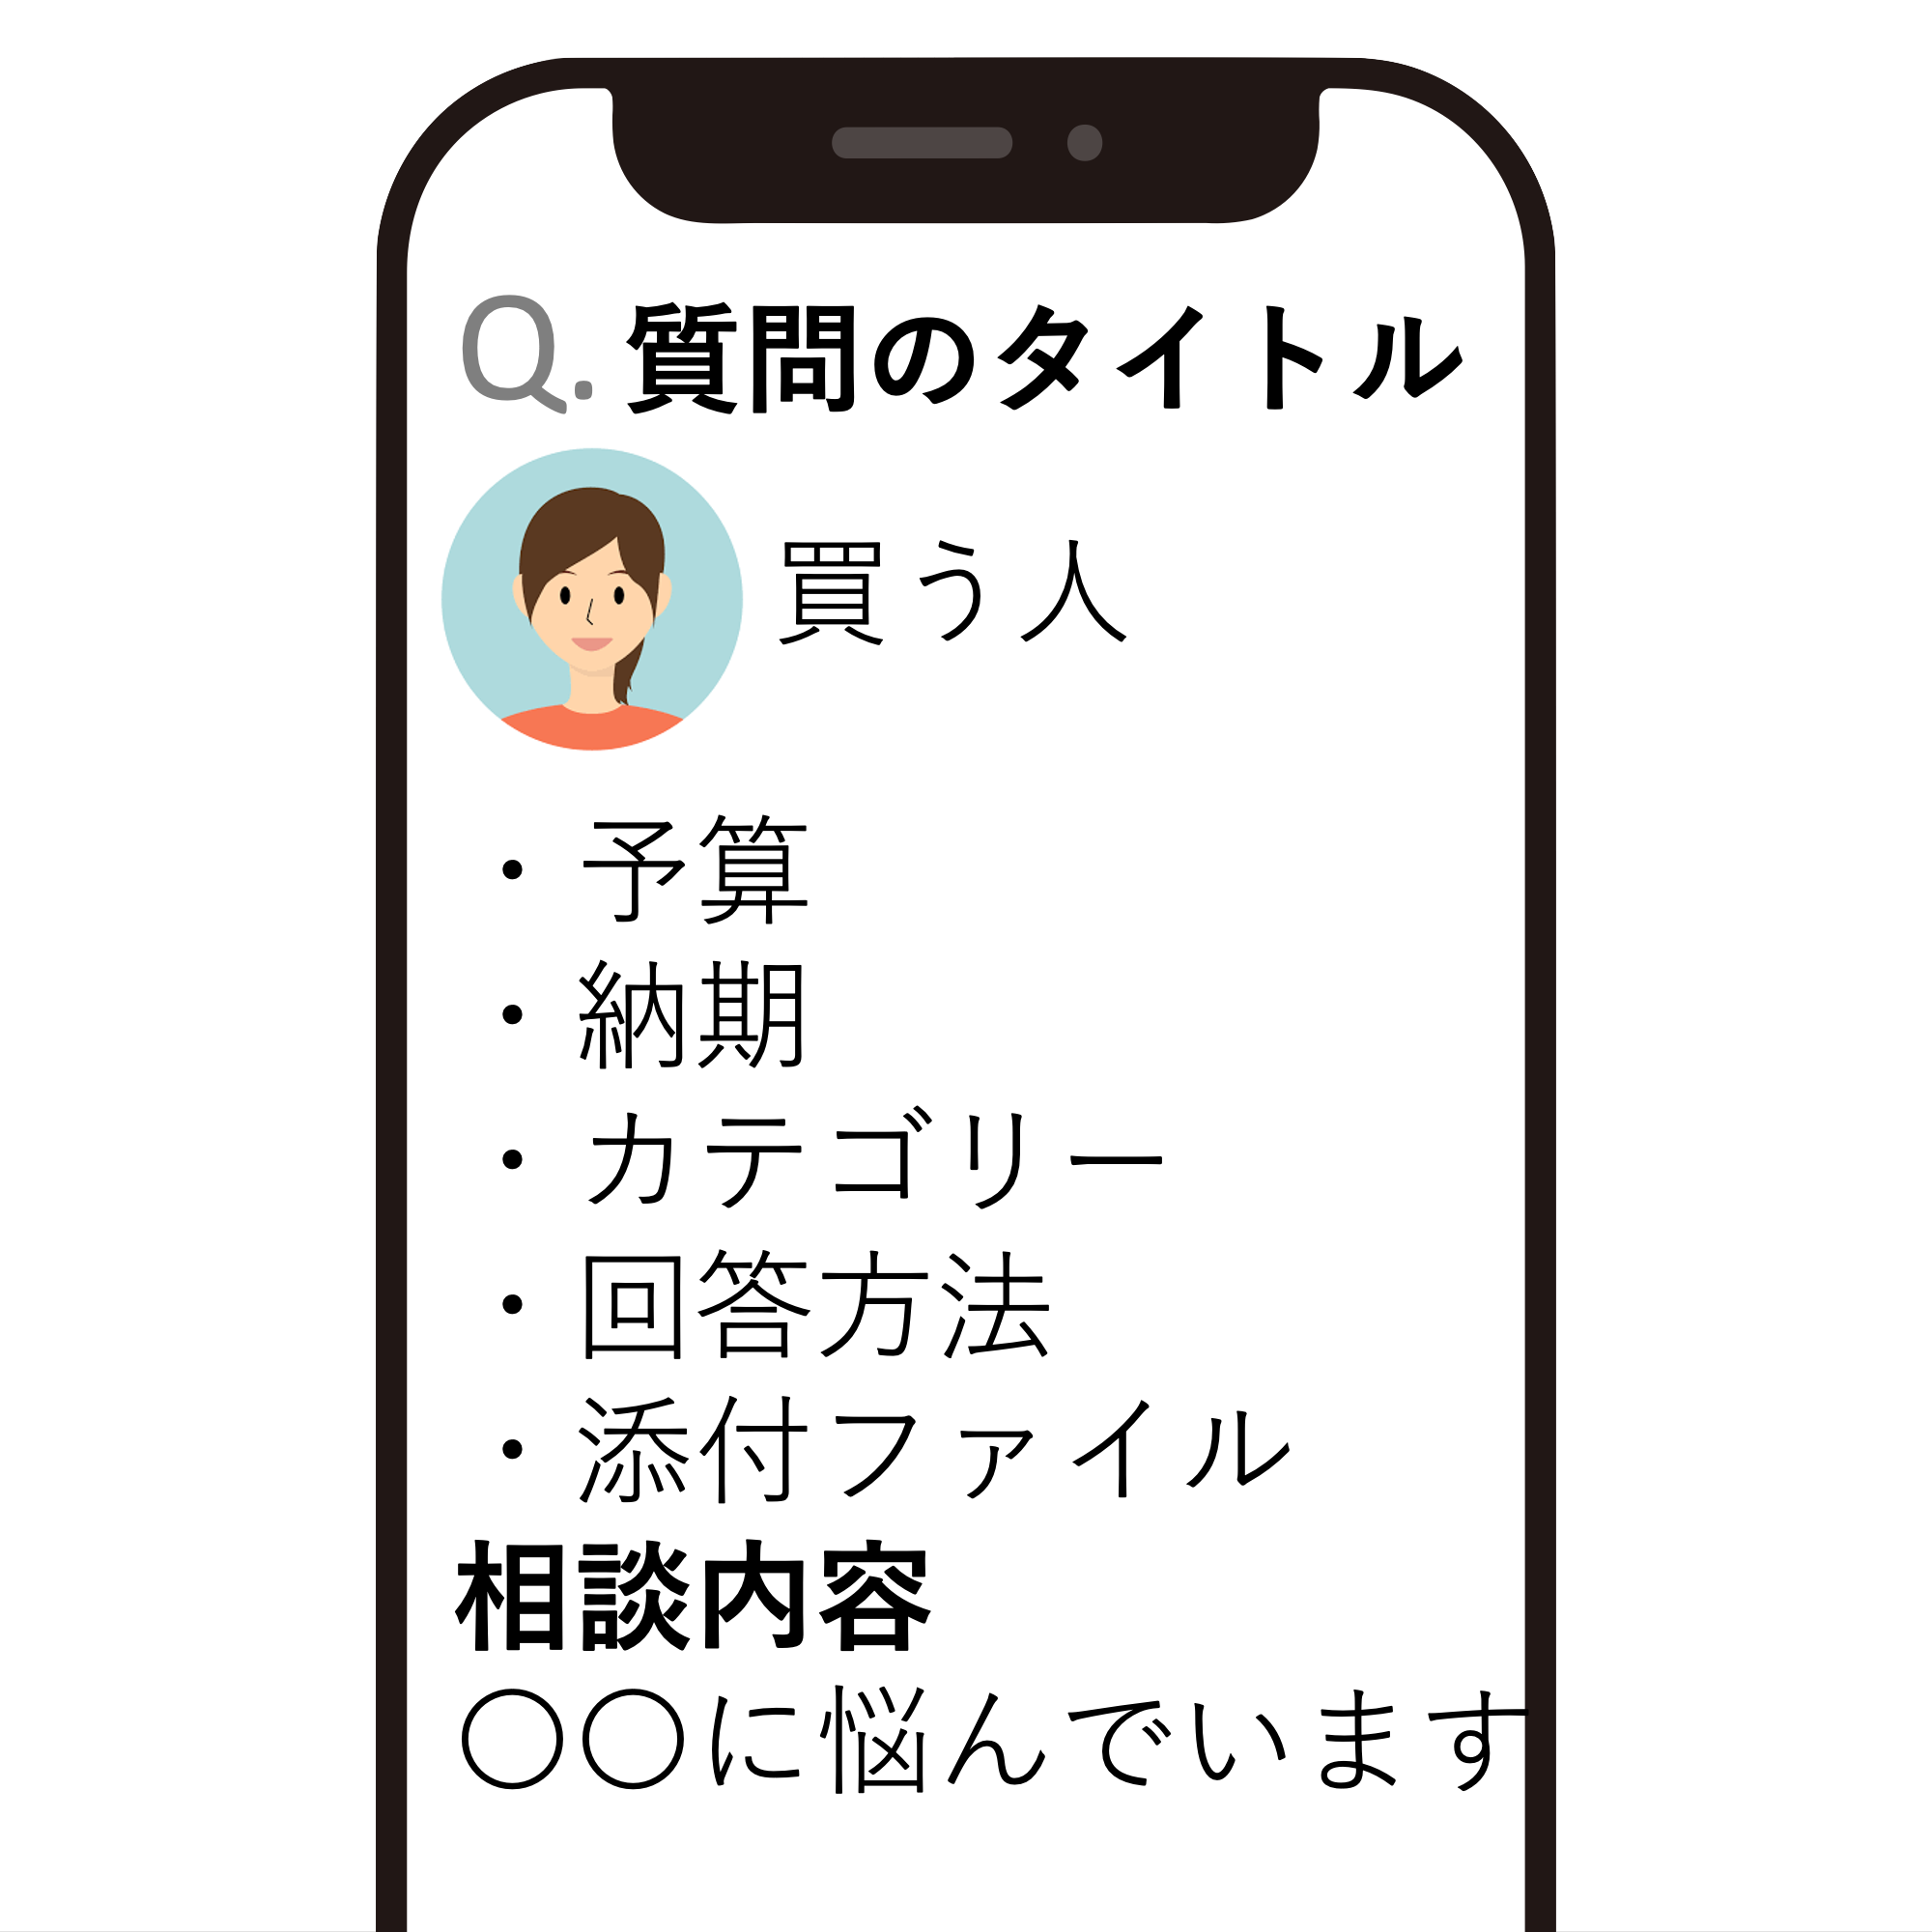 Q.質問のタイトル
買う人
・予算
・納期
・カテゴリー
・回答方法
・添付ファイル
相談内容
○○に悩んでいます